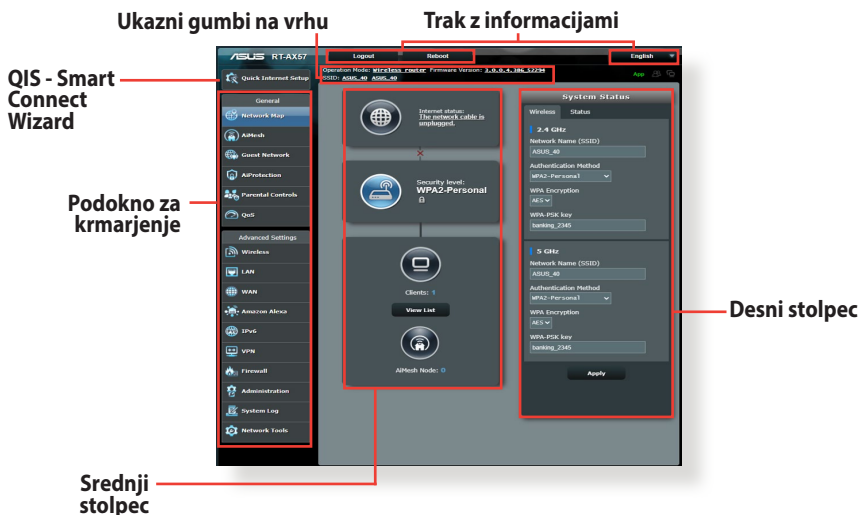 Ukazni gumbi na vrhu
Trak z informacijami
QIS - Smart
Connect
Wizard
Podokno za
krmarjenje
Srednji
stolpec
Desni stolpec
ASUS RT-AX57
Logout
Reboot
English
Quick Internet Setup
Operation Mode: Wireless router Firmware Version: 3.0.0.4.386_52294
SSID: ASUS_40 ASUS_40
App
General
Network Map
AiMesh
Guest Network
AiProtection
Parental Controls
QoS
Advanced Settings
Wireless
LAN
WAN
Amazon Alexa
IPv6
VPN
Firewall
Administration
System Log
Network Tools
Internet status:
The network cable is
unplugged.
Security level:
WPA2-Personal
Clients: 1
View List
AiMesh Node: 0
System Status
Wireless
Status
2.4 GHz
Network Name (SSID)
ASUS_40
Authentication Method
WPA2-Personal
WPA Encryption
AES
WPA-PSK key
banking_2345
5 GHz
Network Name (SSID)
ASUS_40
Authentication Method
WPA2-Personal
WPA Encryption
AES
WPA-PSK key
banking_2345
Apply